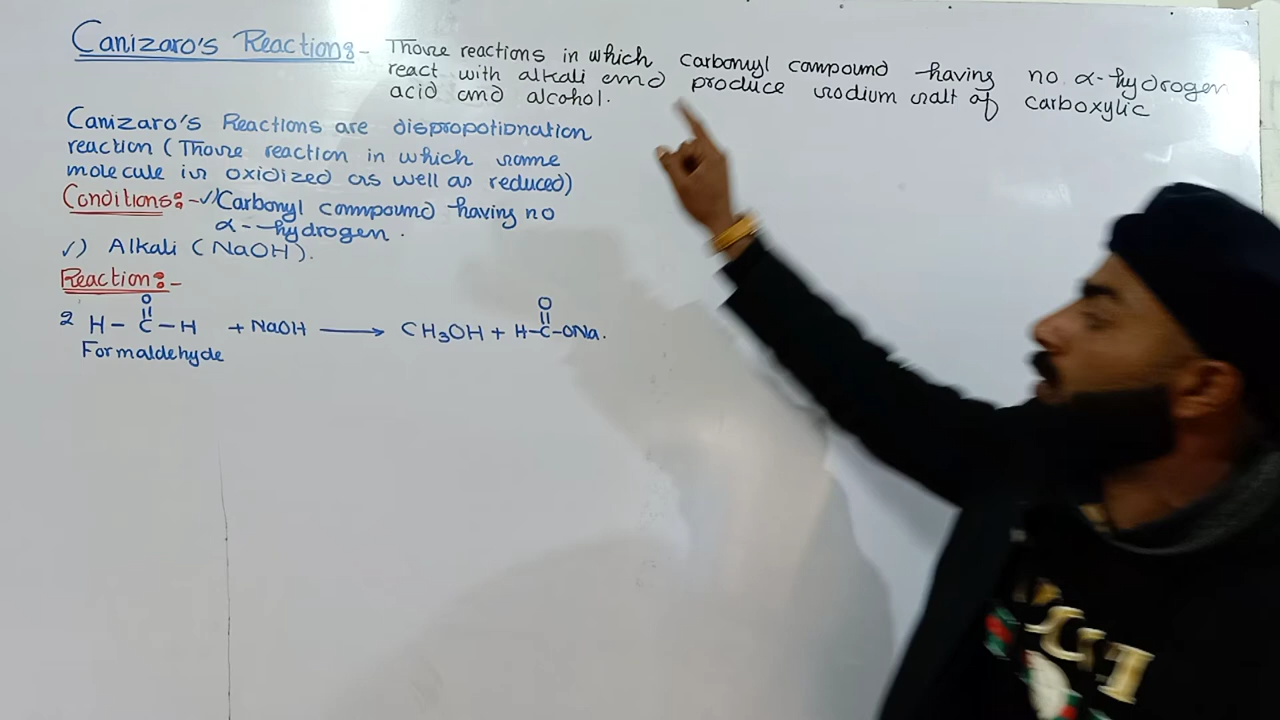 Canizaro's Reactions:- Those reactions in which carbonyl compound having no α-hydrogen
react with alkali and produce sodium salt of carboxylic
acid and alcohol.
Canizaro's Reactions are dispropotionation
reaction (Those reaction in which same
molecule is oxidized as well as reduced)
Conditions:- ✓) Carbonyl compound having no
α-hydrogen.
✓) Alkali (NaOH).
Reaction:-
O O
2 H-C-H + NaOH ⟶ CH₃OH + H-C-ONa.
Formaldehyde